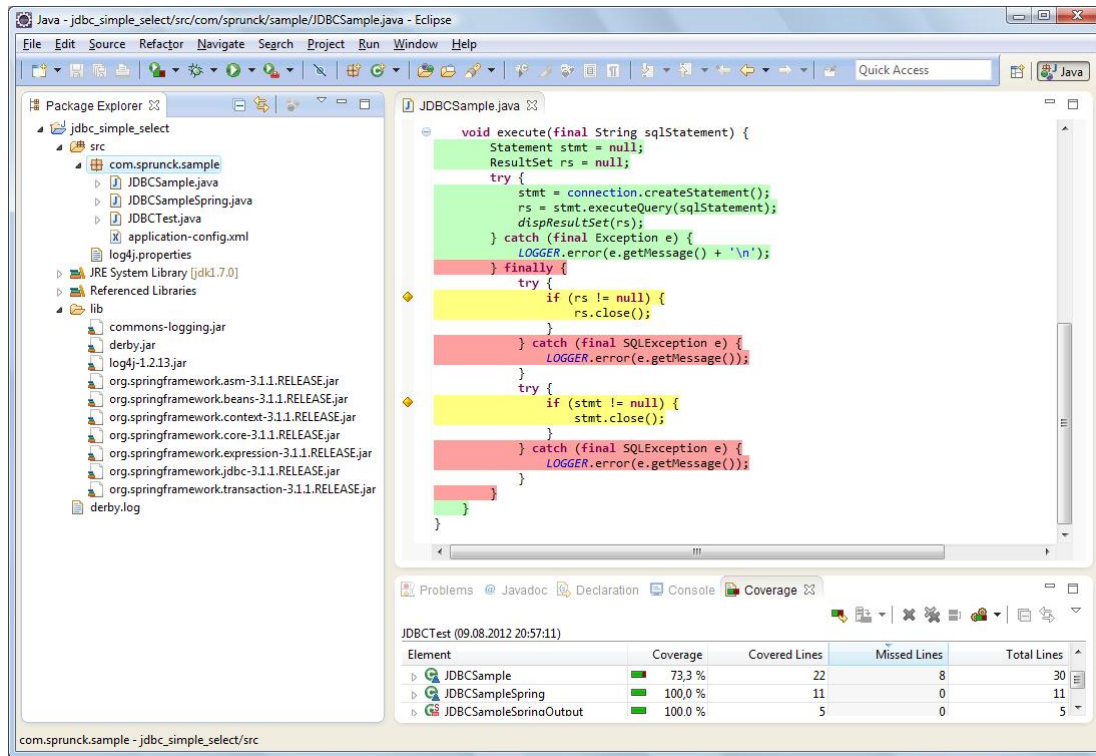 Java - jdbc_simple_select/src/com/sprunck/sample/JDBCSample.java - Eclipse
File Edit Source Refactor Navigate Search Project Run Window Help
Quick Access
Java
Package Explorer
jdbc_simple_select
src
com.sprunck.sample
JDBCSample.java
JDBCSampleSpring.java
JDBCTest.java
application-config.xml
log4j.properties
JRE System Library [jdk1.7.0]
Referenced Libraries
lib
commons-logging.jar
derby.jar
log4j-1.2.13.jar
org.springframework.asm-3.1.1.RELEASE.jar
org.springframework.beans-3.1.1.RELEASE.jar
org.springframework.context-3.1.1.RELEASE.jar
org.springframework.core-3.1.1.RELEASE.jar
org.springframework.expression-3.1.1.RELEASE.jar
org.springframework.jdbc-3.1.1.RELEASE.jar
org.springframework.transaction-3.1.1.RELEASE.jar
derby.log
JDBCSample.java
void execute(final String sqlStatement) {
Statement stmt = null;
ResultSet rs = null;
try {
stmt = connection.createStatement();
rs = stmt.executeQuery(sqlStatement);
dispResultSet(rs);
} catch (final Exception e) {
LOGGER.error(e.getMessage() + '\n');
} finally {
try {
if (rs != null) {
rs.close();
}
} catch (final SQLException e) {
LOGGER.error(e.getMessage());
}
try {
if (stmt != null) {
stmt.close();
}
} catch (final SQLException e) {
LOGGER.error(e.getMessage());
}
}
}
}
Problems @ Javadoc Declaration Console Coverage
JDBCTest (09.08.2012 20:57:11)
Element Coverage Covered Lines Missed Lines Total Lines
JDBCSample 73,3 % 22 8 30
JDBCSampleSpring 100,0 % 11 0 11
JDBCSampleSpringOutput 100,0 % 5 0 5
com.sprunck.sample - jdbc_simple_select/src